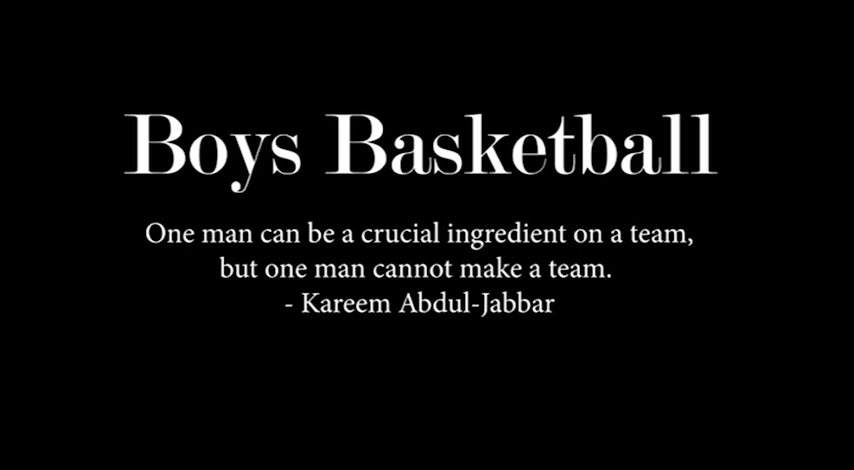 Boys Basketball
One man can be a crucial ingredient on a team,
but one man cannot make a team.
- Kareem Abdul-Jabbar